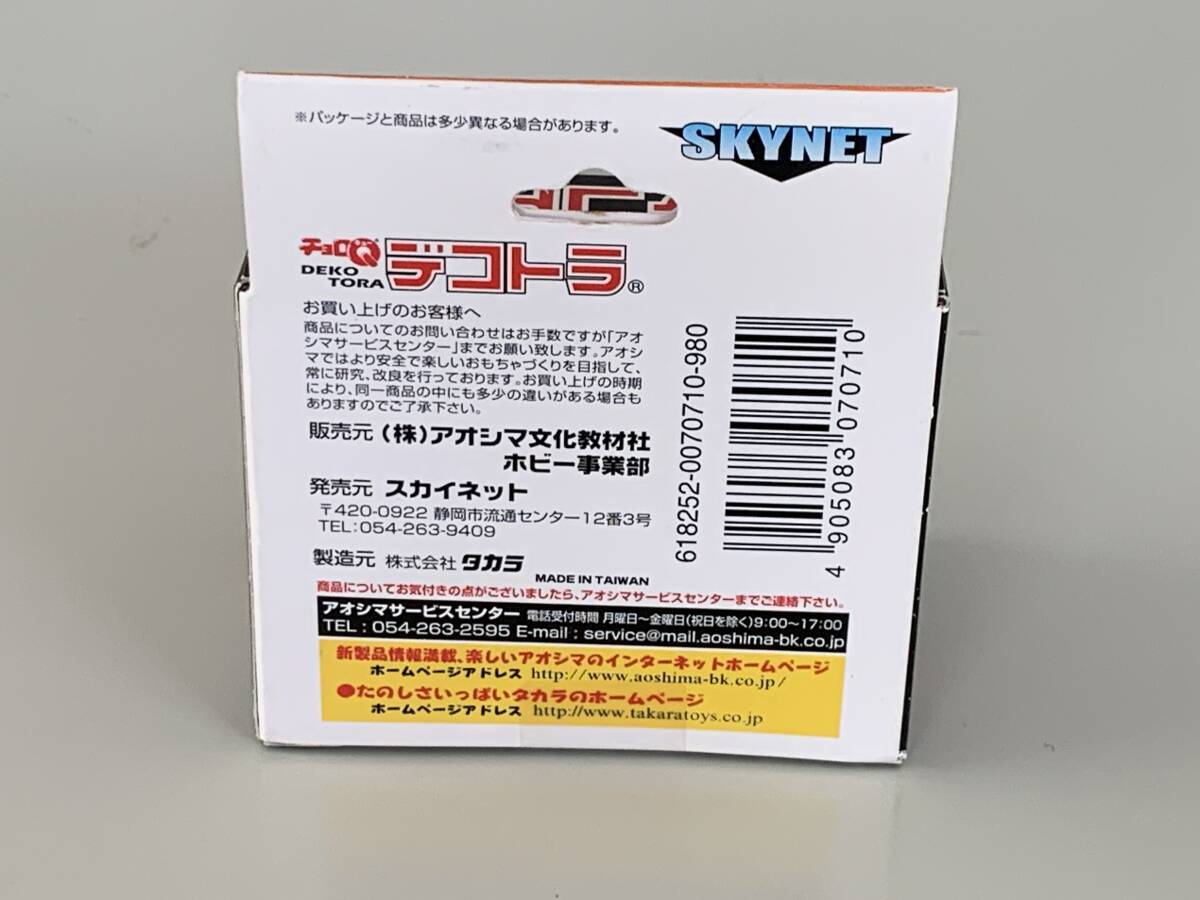 ※パッケージと商品は多少異なる場合があります。
SKYNET
チョロQ
DEKO
TORA
デコトラ®
お買い上げのお客様へ
商品についてのお問い合わせはお手数ですが「アオ
シマサービスセンター」までお願い致します。アオシ
マではより安全で楽しいおもちゃづくりを目指して、
常に研究、改良を行っております。お買い上げの時期
により、同一商品の中にも多少の違いがある場合も
ありますのでご了承下さい。
販売元 (株)アオシマ文化教材社
ホビー事業部
発売元 スカイネット
〒420-0922 静岡市流通センター12番3号
TEL:054-263-9409
製造元 株式会社 タカラ
MADE IN TAIWAN
618252-0070710-980
4 905083 070710
商品についてお気付きの点がございましたら、アオシマサービスセンターまでご連絡下さい。
アオシマサービスセンター 電話受付時間 月曜日~金曜日(祝日を除く)9:00~17:00
TEL:054-263-2595 E-mail:service@mail.aoshima-bk.co.jp
新製品情報満載、楽しいアオシマのインターネットホームページ
ホームページアドレス http://www.aoshima-bk.co.jp/
●たのしさいっぱいタカラのホームページ
ホームページアドレス http://www.takaratoys.co.jp